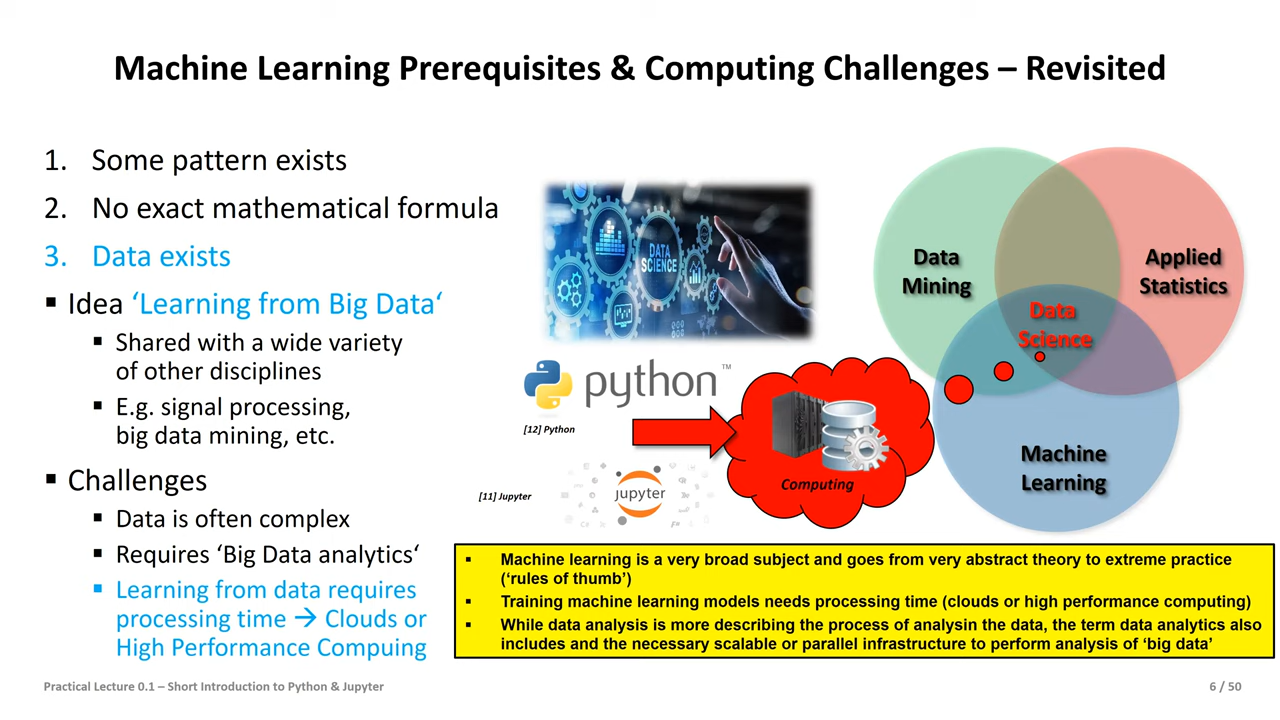 Machine Learning Prerequisites & Computing Challenges – Revisited
1. Some pattern exists
2. No exact mathematical formula
3. Data exists
▪ Idea ‘Learning from Big Data‘
▪ Shared with a wide variety
of other disciplines
▪ E.g. signal processing,
big data mining, etc.
▪ Challenges
▪ Data is often complex
▪ Requires ‘Big Data analytics‘
▪ Learning from data requires
processing time → Clouds or
High Performance Compuing
DATA
SCIENCE
python™
[12] Python
[11] Jupyter
jupyter
Computing
Data
Mining
Applied
Statistics
Data
Science
Machine
Learning
▪ Machine learning is a very broad subject and goes from very abstract theory to extreme practice
(‘rules of thumb’)
▪ Training machine learning models needs processing time (clouds or high performance computing)
▪ While data analysis is more describing the process of analysin the data, the term data analytics also
includes and the necessary scalable or parallel infrastructure to perform analysis of ‘big data’
Practical Lecture 0.1 – Short Introduction to Python & Jupyter
6 / 50